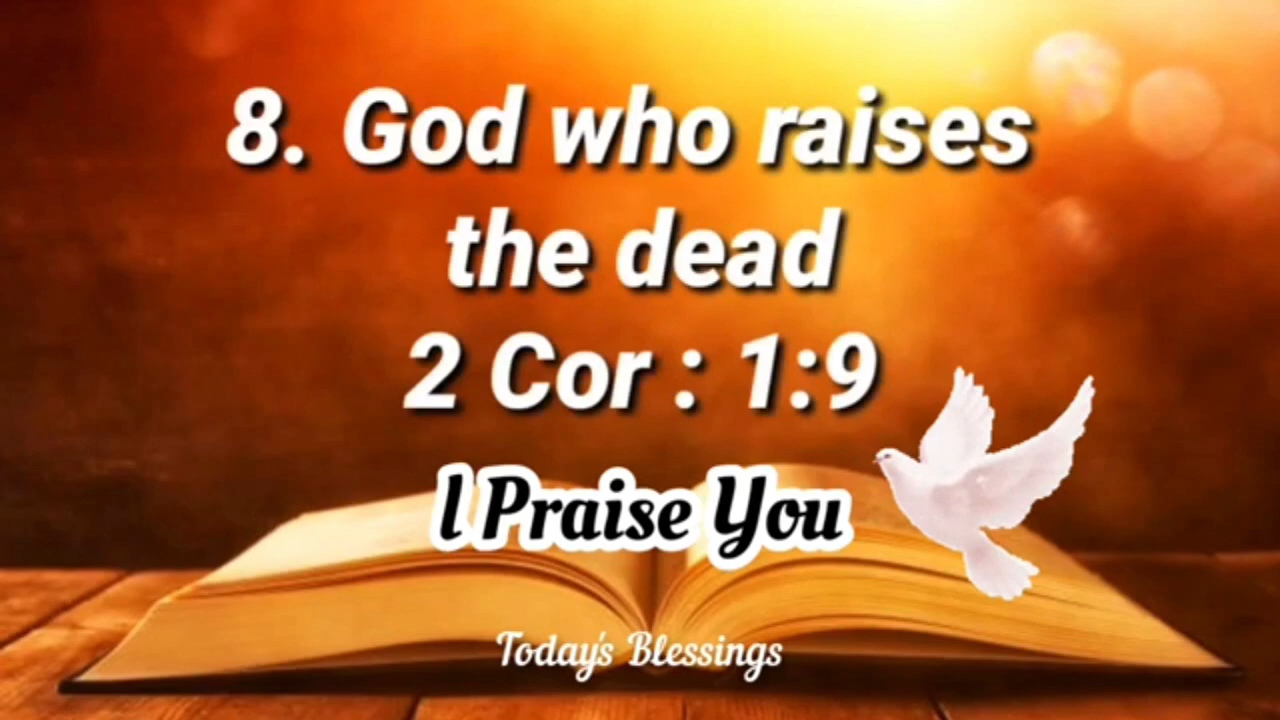 8. God who raises
the dead
2 Cor : 1:9
I Praise You
Today's Blessings